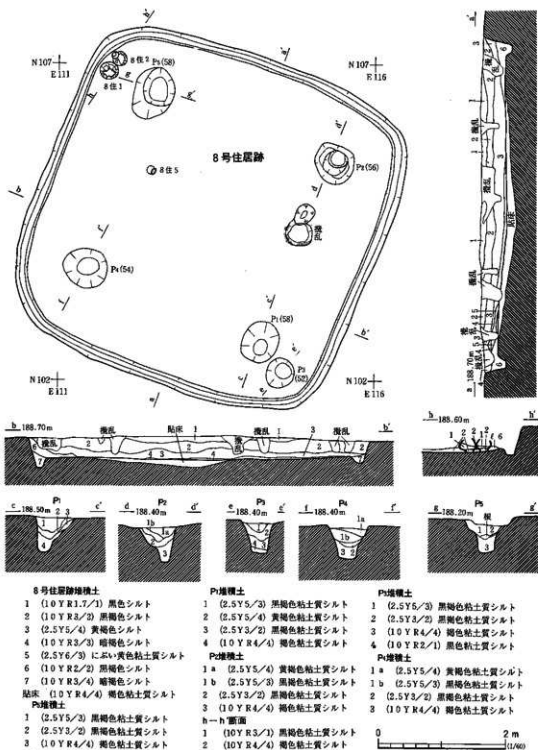 N107
E111
8住2
8住1
P5(58)
N107
E116
8号住居跡
P2(56)
8住5
P4(54)
P1(58)
P3(52)
N102
E111
N102
E116
貼床
a 188.70m
b 188.70m
貼床
b'
撹乱
h 188.60m
h'
P1
c 188.50m
c'
P2
d 188.40m
d'
P3
e 188.40m
e'
P4
f 188.40m
f'
P5
g 188.20m
g'
根
8号住居跡堆積土
1 (10YR1.7/1) 黒色シルト
2 (10YR3/2) 黒褐色シルト
3 (2.5Y5/4) 黄褐色シルト
4 (10YR3/3) 暗褐色シルト
5 (2.5Y6/3) にぶい黄色粘土質シルト
6 (10YR2/2) 黒色シルト
7 (10YR3/4) 暗褐色シルト
貼床 (10YR4/4) 褐色粘土質シルト
P5堆積土
1 (2.5Y5/3) 黒褐色粘土質シルト
2 (2.5Y3/2) 黒褐色粘土質シルト
3 (10YR4/4) 褐色粘土質シルト
P1堆積土
1 (2.5Y5/3) 黒褐色粘土質シルト
2 (2.5Y5/4) 黄褐色粘土質シルト
3 (2.5Y3/2) 黒褐色粘土質シルト
4 (10YR4/4) 褐色粘土質シルト
P2堆積土
1a (2.5Y5/4) 黄褐色粘土質シルト
1b (2.5Y5/3) 黒褐色粘土質シルト
2 (2.5Y3/2) 黒褐色粘土質シルト
3 (10YR4/4) 褐色粘土質シルト
h―h'断面
1 (10YR3/1) 黒褐色シルト
2 (10YR4/4) 褐色シルト
P3堆積土
1 (2.5Y5/3) 黒褐色粘土質シルト
2 (2.5Y3/2) 黒褐色粘土質シルト
3 (10YR4/4) 褐色粘土質シルト
4 (10YR2/1) 黒色粘土質シルト
P4堆積土
1a (2.5Y5/4) 黄褐色粘土質シルト
1b (2.5Y5/3) 黒褐色粘土質シルト
2 (2.5Y3/2) 黒褐色粘土質シルト
3 (10YR4/4) 褐色粘土質シルト
0 2m
(1/60)